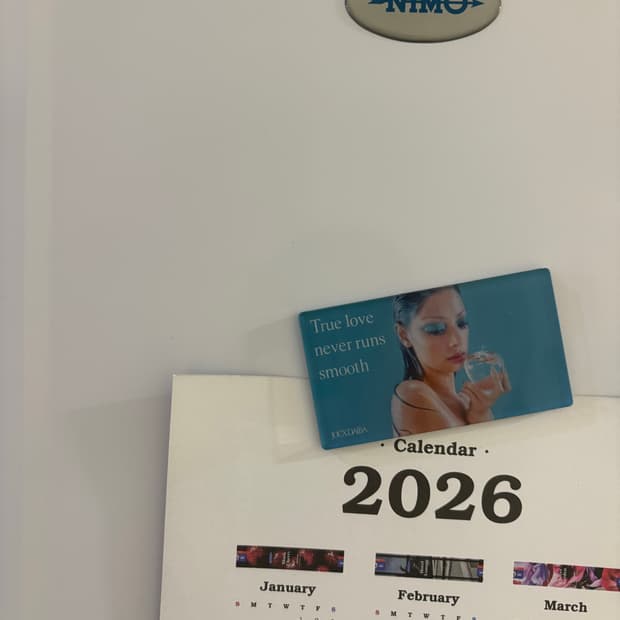 NIMO
True love
never runs
smooth
· Calendar ·
2026
January
February
March
S M T W T F S
S M T W T F S